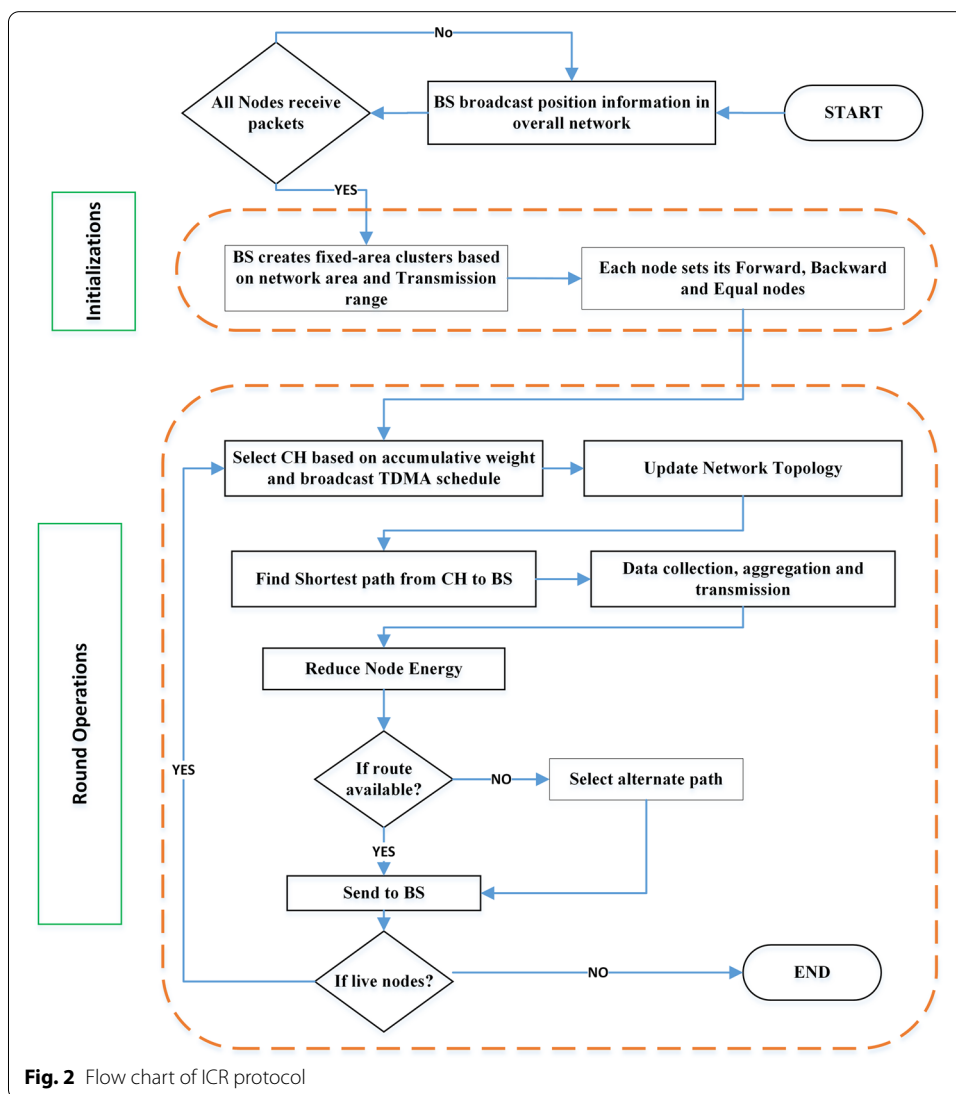 No
All Nodes receive
packets
BS broadcast position information in
overall network
START
YES
Initializations
BS creates fixed-area clusters based
on network area and Transmission
range
Each node sets its Forward, Backward
and Equal nodes
Round Operations
Select CH based on accumulative weight
and broadcast TDMA schedule
Update Network Topology
Find Shortest path from CH to BS
Data collection, aggregation and
transmission
Reduce Node Energy
YES
If route
available?
NO
Select alternate path
YES
Send to BS
If live nodes?
NO
END
Fig. 2 Flow chart of ICR protocol